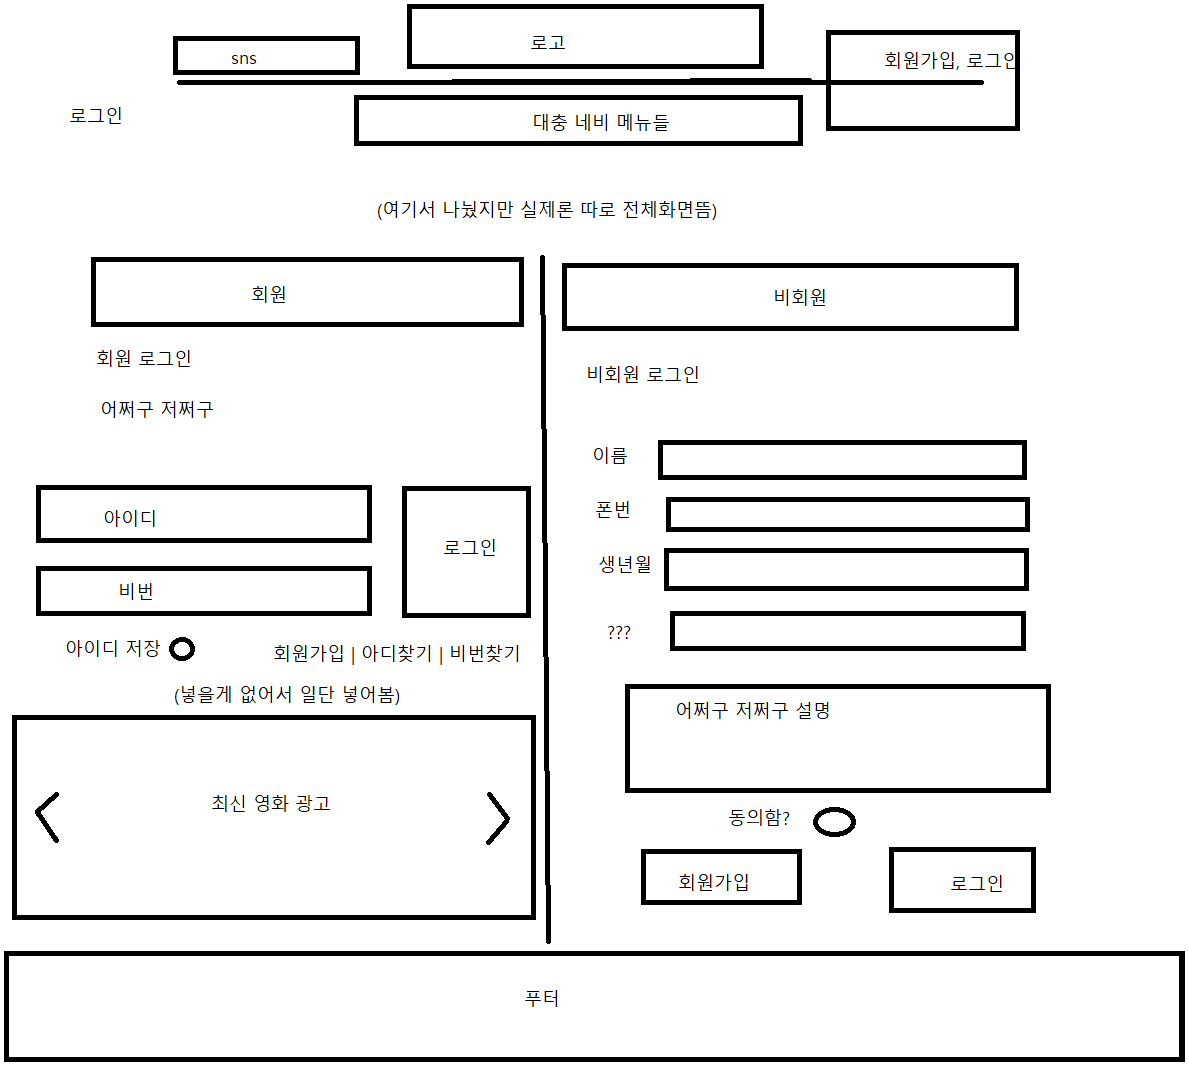 로고
sns
회원가입, 로그인
로그인
대충 네비 메뉴들
(여기서 나눴지만 실제론 따로 전체화면뜸)
회원
회원 로그인
어쩌구 저쩌구
아이디
로그인
비번
아이디 저장
회원가입 | 아디찾기 | 비번찾기
(넣을게 없어서 일단 넣어봄)
최신 영화 광고
비회원
비회원 로그인
이름
폰번
생년월
???
어쩌구 저쩌구 설명
동의함?
회원가입
로그인
푸터